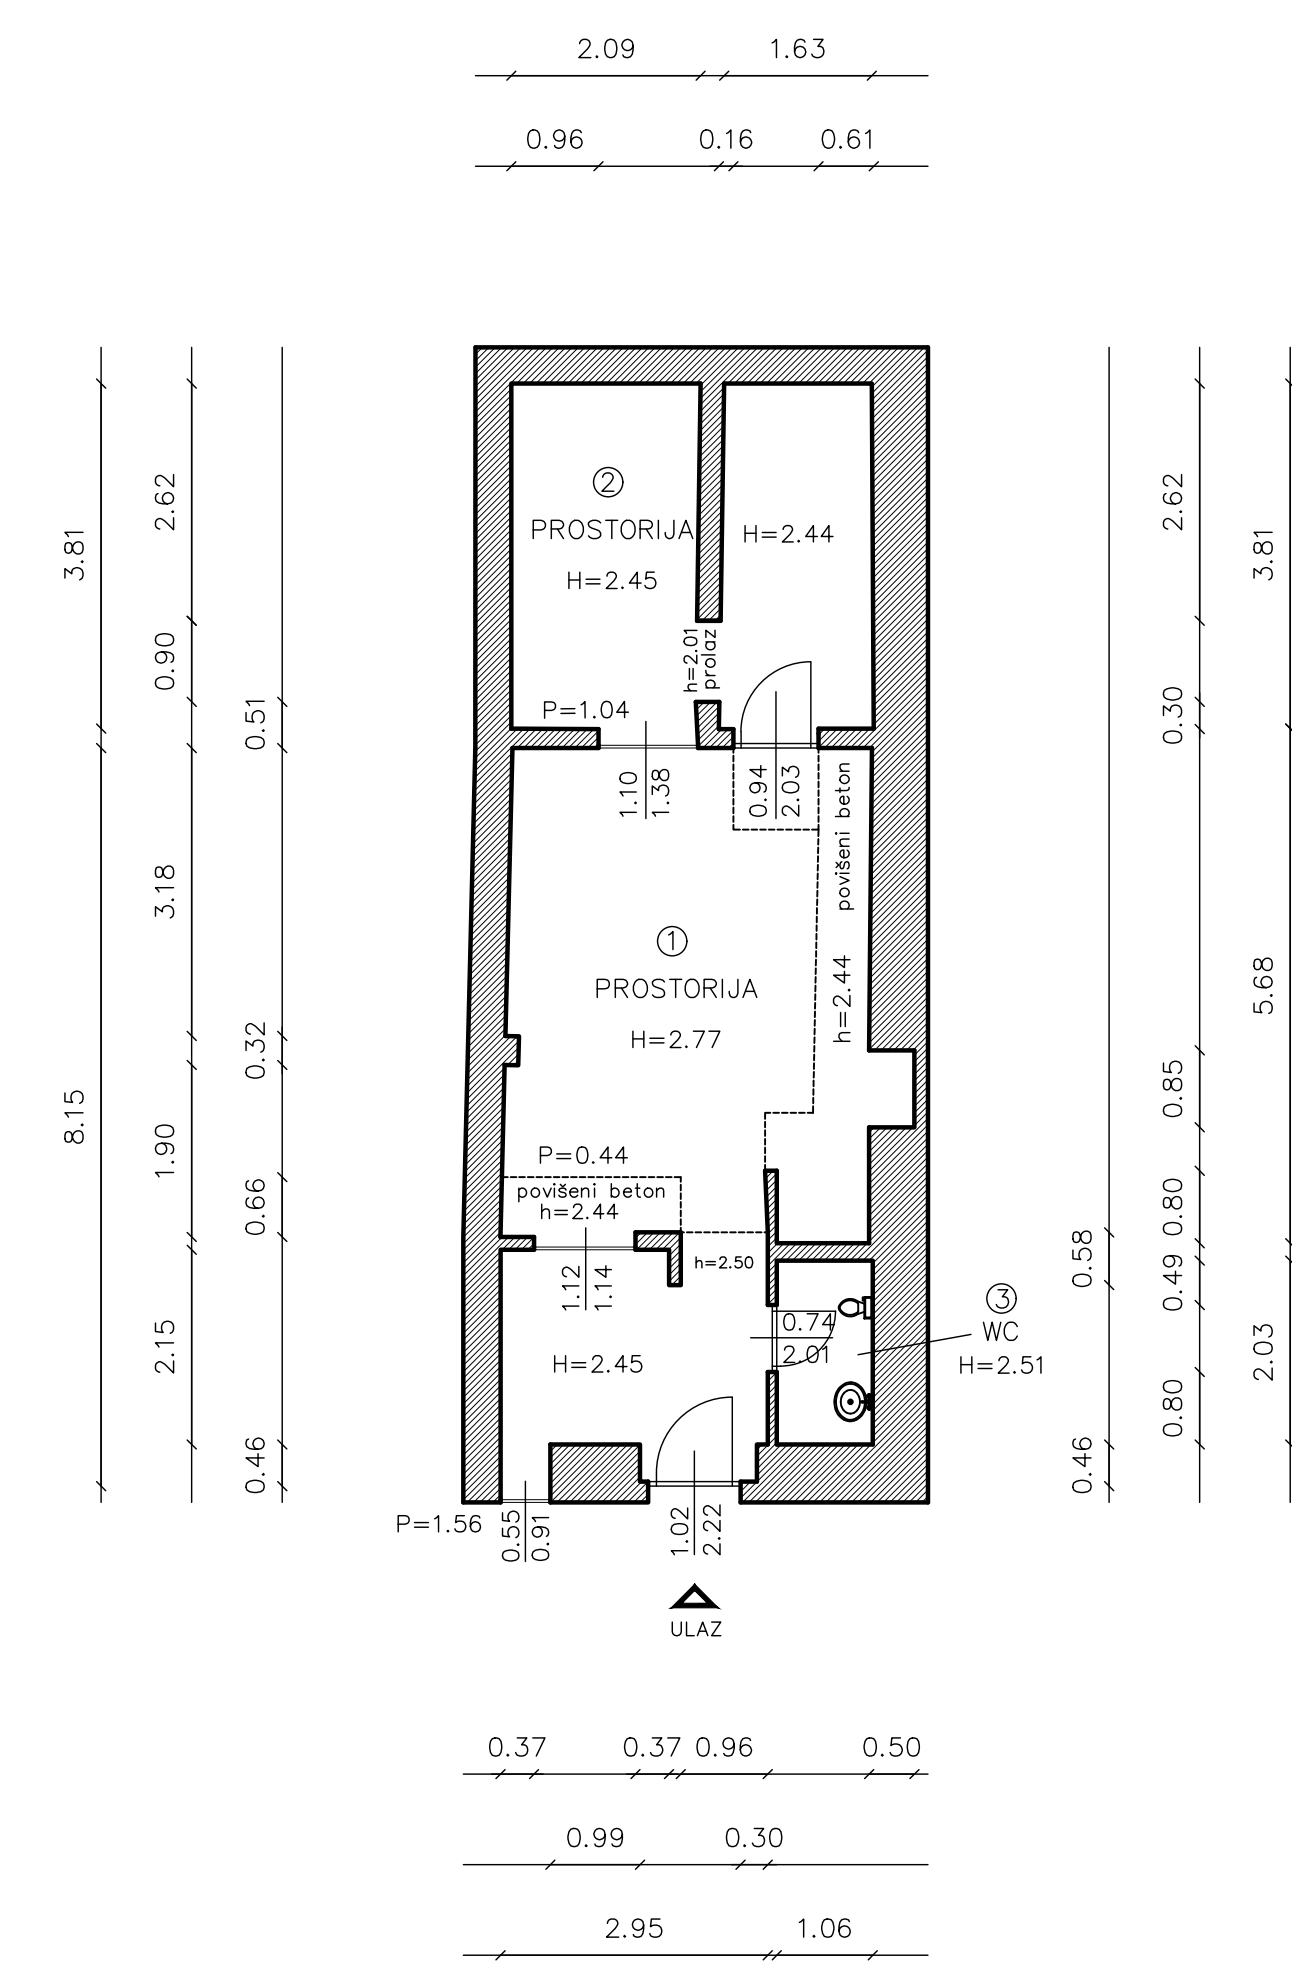 2.09 1.63
0.96 0.16 0.61
3.81
8.15
2.62
0.90
3.18
1.90
2.15
0.51
0.32
0.66
0.46
2
PROSTORIJA
H=2.45
H=2.44
h=2.01
prolaz
P=1.04
1.10
1.38
0.94
2.03
povišeni beton
h=2.44
1
PROSTORIJA
H=2.77
P=0.44
povišeni beton
h=2.44
h=2.50
1.12
1.14
H=2.45
0.74
2.01
3
WC
H=2.51
P=1.56
0.55
0.91
1.02
2.22
ULAZ
0.58
0.46
2.62
0.30
0.85
0.80
0.49
0.80
3.81
5.68
2.03
0.37 0.37 0.96 0.50
0.99 0.30
2.95 1.06